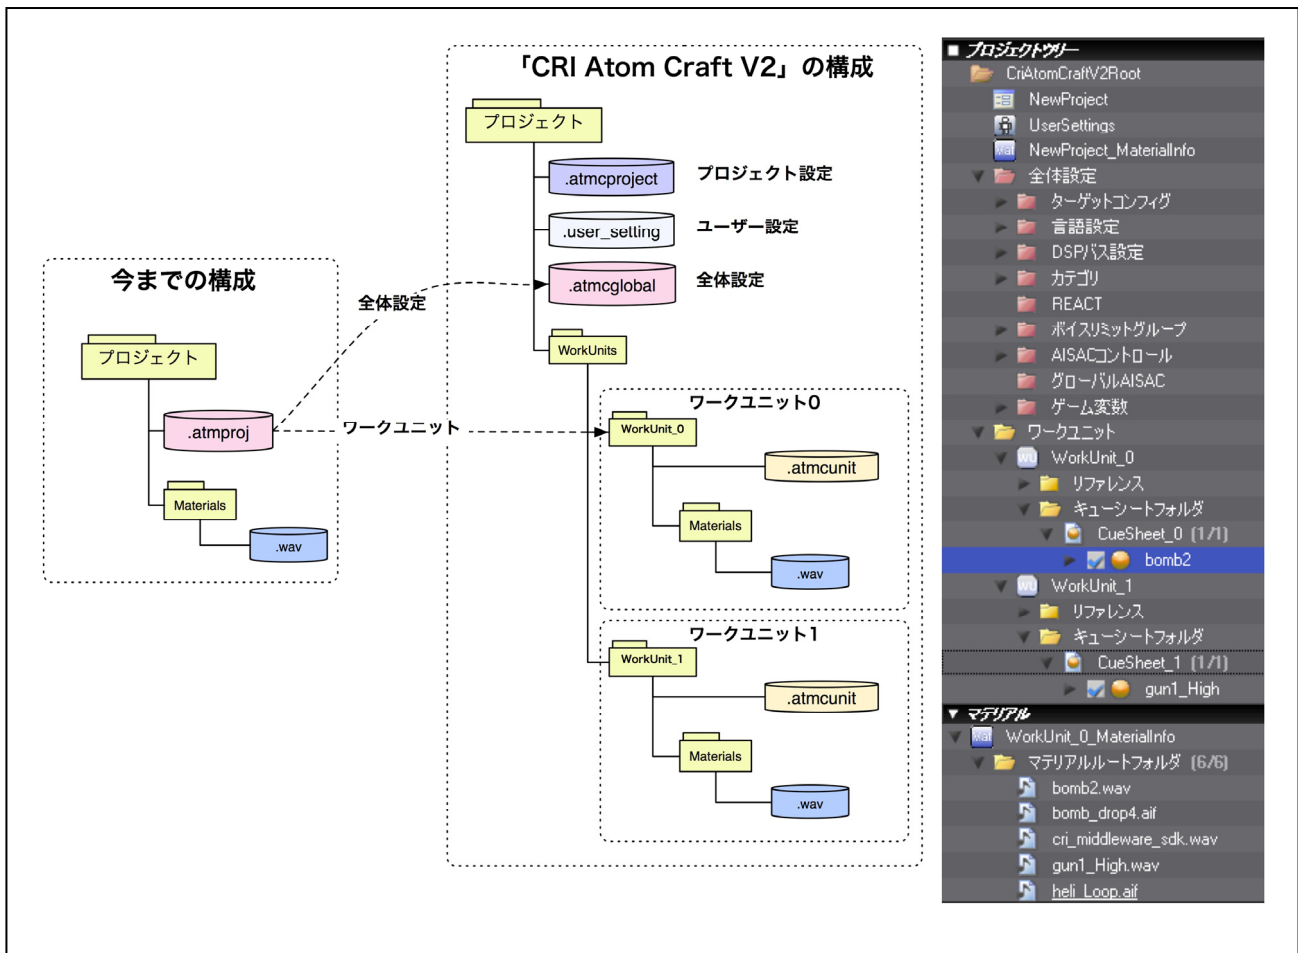 今までの構成
プロジェクト
.atmproj
Materials
.wav
全体設定
ワークユニット
「CRI Atom Craft V2」の構成
プロジェクト
.atmcproject
プロジェクト設定
.user_setting
ユーザー設定
.atmcglobal
全体設定
WorkUnits
ワークユニット0
WorkUnit_0
.atmcunit
Materials
.wav
ワークユニット1
WorkUnit_1
.atmcunit
Materials
.wav
プロジェクトツリー
CriAtomCraftV2Root
NewProject
UserSettings
NewProject_MaterialInfo
全体設定
ターゲットコンフィグ
言語設定
DSPバス設定
カテゴリ
REACT
ボイスリミットグループ
AISACコントロール
グローバルAISAC
ゲーム変数
ワークユニット
WU WorkUnit_0
リファレンス
キューシートフォルダ
CueSheet_0 (1/1)
bomb2
WU WorkUnit_1
リファレンス
キューシートフォルダ
CueSheet_1 (1/1)
gun1_High
マテリアル
WorkUnit_0_MaterialInfo
マテリアルルートフォルダ (6/6)
bomb2.wav
bomb_drop4.aif
cri_middleware_sdk.wav
gun1_High.wav
heli_Loop.aif